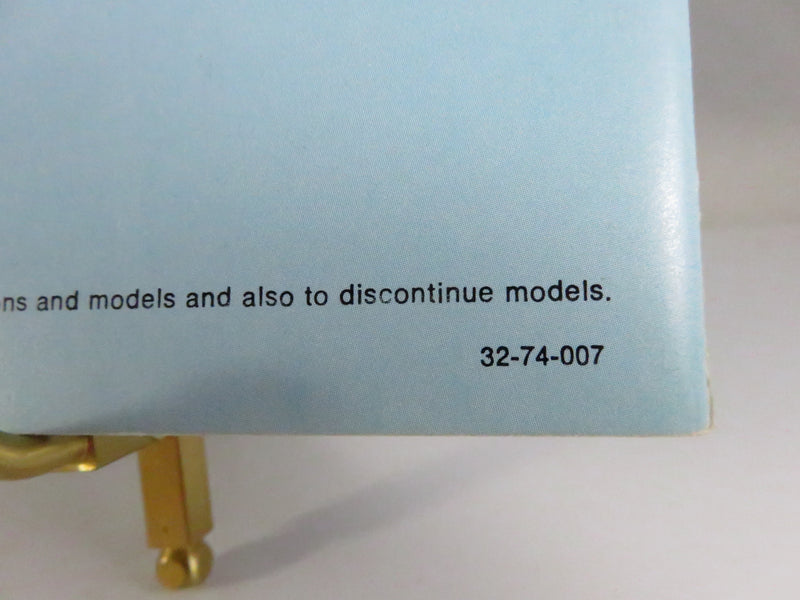 ns and models and also to discontinue models.
32-74-007